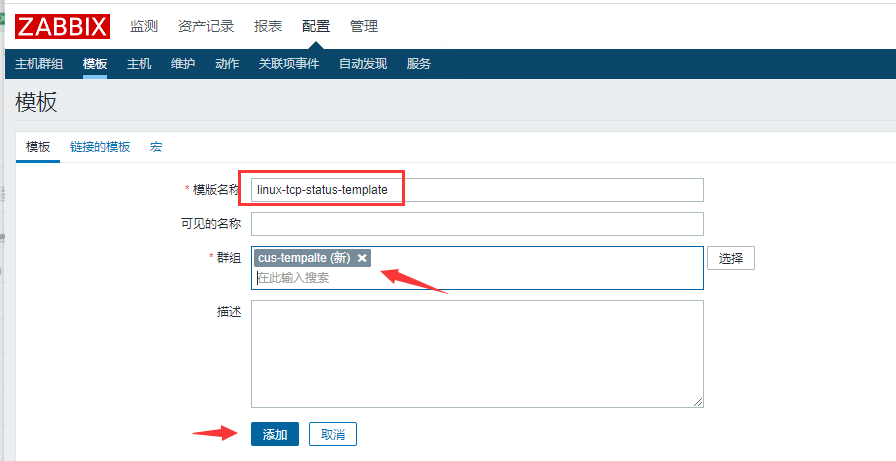 ZABBIX 监测 资产记录 报表 配置 管理
主机群组 模板 主机 维护 动作 关联项事件 自动发现 服务
模板
模板 链接的模板 宏
* 模版名称 linux-tcp-status-template
可见的名称
* 群组 cus-tempalte (新) ✖ 选择
在此输入搜索
描述
添加 取消